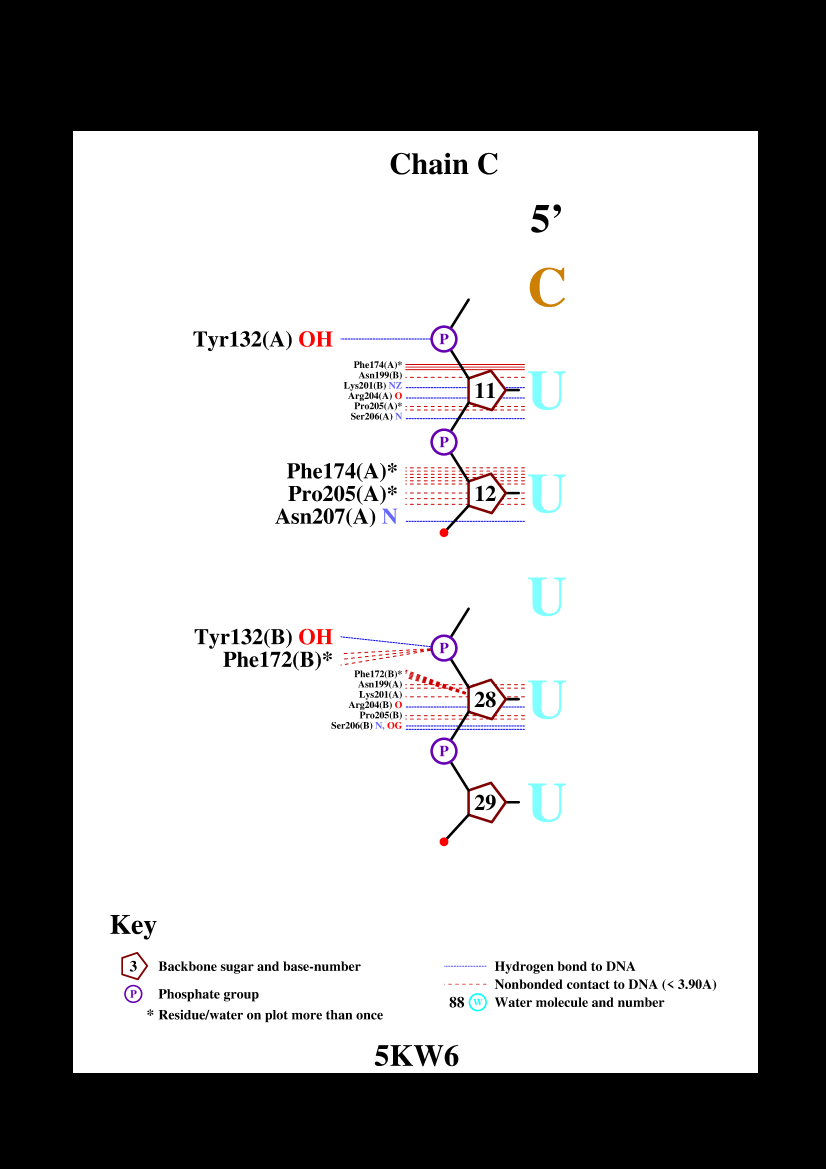 Chain C
5’
C
Tyr132(A) OH
P
Phe174(A)*
Asn199(B)
Lys201(B) NZ
Arg204(A) O
Pro205(A)*
Ser206(A) N
11
U
P
Phe174(A)*
Pro205(A)*
Asn207(A) N
12
U
U
Tyr132(B) OH
Phe172(B)*
P
Phe172(B)*
Asn199(A)
Lys201(A)
Arg204(B) O
Pro205(B)
Ser206(B) N, OG
28
U
P
29
U
Key
3 Backbone sugar and base-number
P Phosphate group
* Residue/water on plot more than once
Hydrogen bond to DNA
Nonbonded contact to DNA (< 3.90A)
88 W Water molecule and number
5KW6